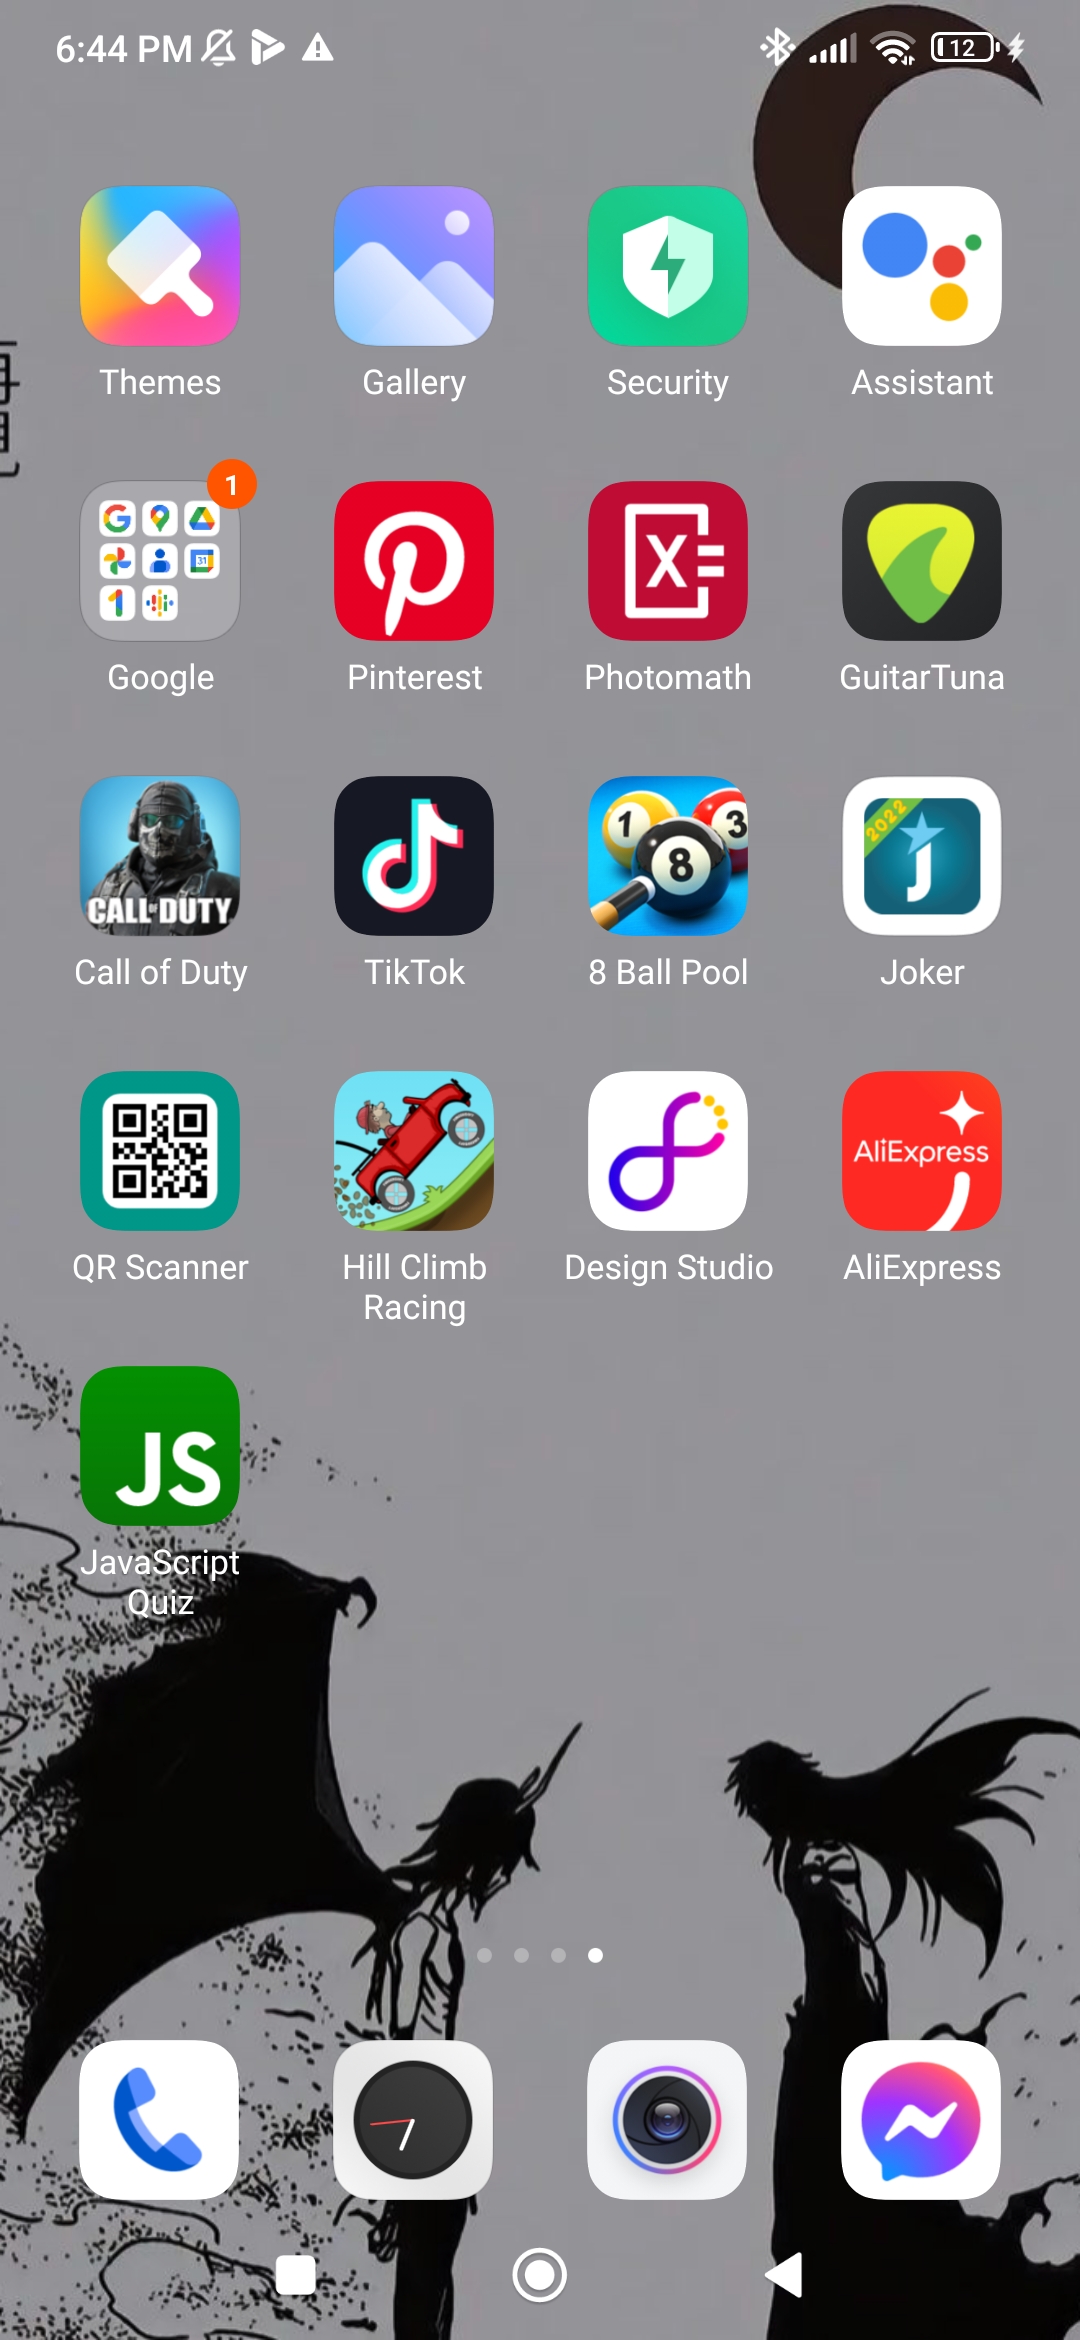 6:44 PM
12
Themes
Gallery
Security
Assistant
1
31
Google
Pinterest
X
Photomath
GuitarTuna
CALL OF DUTY
1
3
8
2022
J
Call of Duty
TikTok
8 Ball Pool
Joker
AliExpress
QR Scanner
Hill Climb
Racing
Design Studio
AliExpress
JS
JavaScript
Quiz